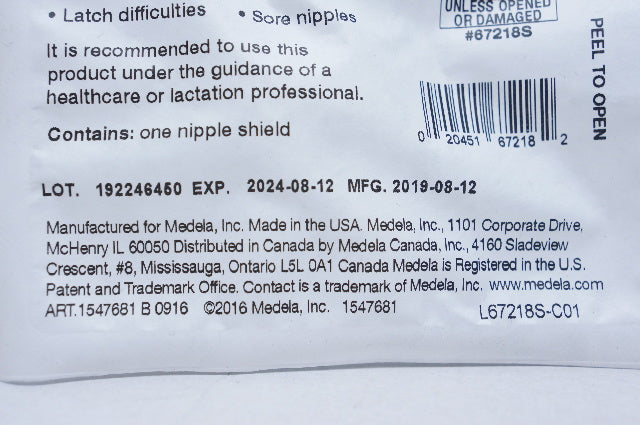 • Latch difficulties • Sore nipples
UNLESS OPENED
OR DAMAGED
#67218S
It is recommended to use this
product under the guidance of a
healthcare or lactation professional.
Contains: one nipple shield
PEEL TO OPEN
0 20451 67218 2
LOT. 192246450 EXP. 2024-08-12 MFG. 2019-08-12
Manufactured for Medela, Inc. Made in the USA. Medela, Inc., 1101 Corporate Drive,
McHenry IL 60050 Distributed in Canada by Medela Canada, Inc., 4160 Sladeview
Crescent, #8, Mississauga, Ontario L5L 0A1 Canada Medela is Registered in the U.S.
Patent and Trademark Office. Contact is a trademark of Medela, Inc. www.medela.com
ART.1547681 B 0916 ©2016 Medela, Inc. 1547681
L67218S-C01